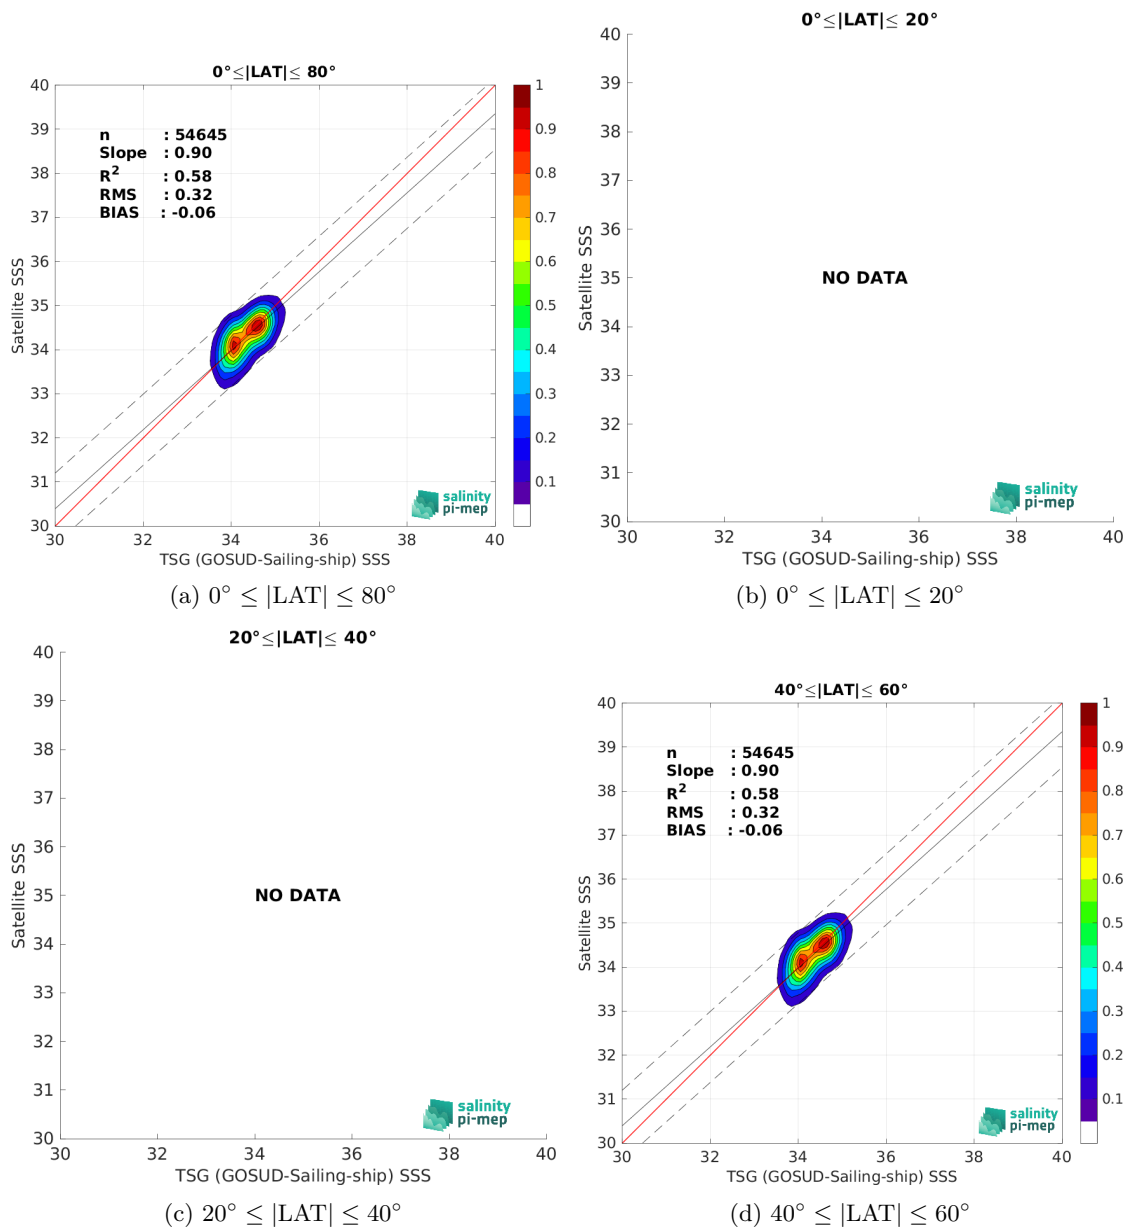 0°≤|LAT|≤ 80°
40
39
38
37
36
35
34
33
32
31
30
Satellite SSS
n : 54645
Slope : 0.90
R² : 0.58
RMS : 0.32
BIAS : -0.06
salinity
pi-mep
30 32 34 36 38 40
TSG (GOSUD-Sailing-ship) SSS
1
0.9
0.8
0.7
0.6
0.5
0.4
0.3
0.2
0.1
(a) 0° ≤ |LAT| ≤ 80°
0°≤|LAT|≤ 20°
40
39
38
37
36
35
34
33
32
31
30
Satellite SSS
NO DATA
salinity
pi-mep
30 32 34 36 38 40
TSG (GOSUD-Sailing-ship) SSS
(b) 0° ≤ |LAT| ≤ 20°
20°≤|LAT|≤ 40°
40
39
38
37
36
35
34
33
32
31
30
Satellite SSS
NO DATA
salinity
pi-mep
30 32 34 36 38 40
TSG (GOSUD-Sailing-ship) SSS
(c) 20° ≤ |LAT| ≤ 40°
40°≤|LAT|≤ 60°
40
39
38
37
36
35
34
33
32
31
30
Satellite SSS
n : 54645
Slope : 0.90
R² : 0.58
RMS : 0.32
BIAS : -0.06
salinity
pi-mep
30 32 34 36 38 40
TSG (GOSUD-Sailing-ship) SSS
1
0.9
0.8
0.7
0.6
0.5
0.4
0.3
0.2
0.1
(d) 40° ≤ |LAT| ≤ 60°